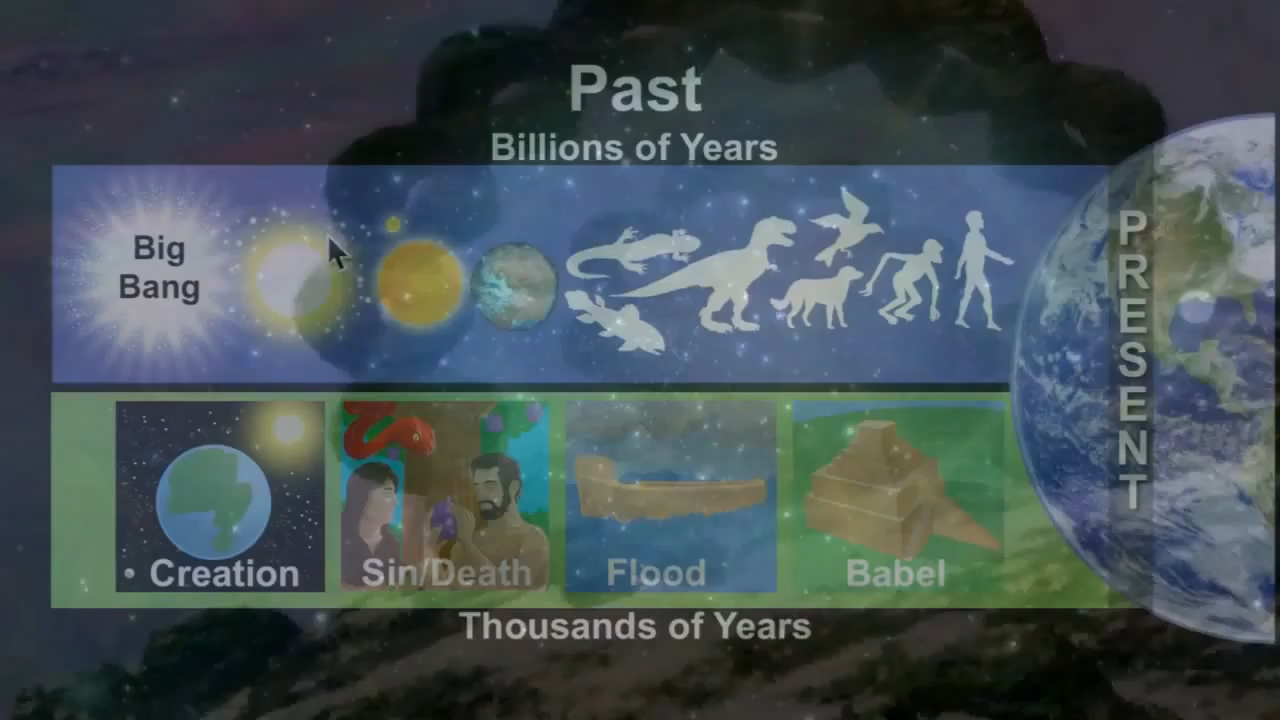 Past
Billions of Years
Big
Bang
PRESENT
• Creation
Sin/Death
Flood
Babel
Thousands of Years